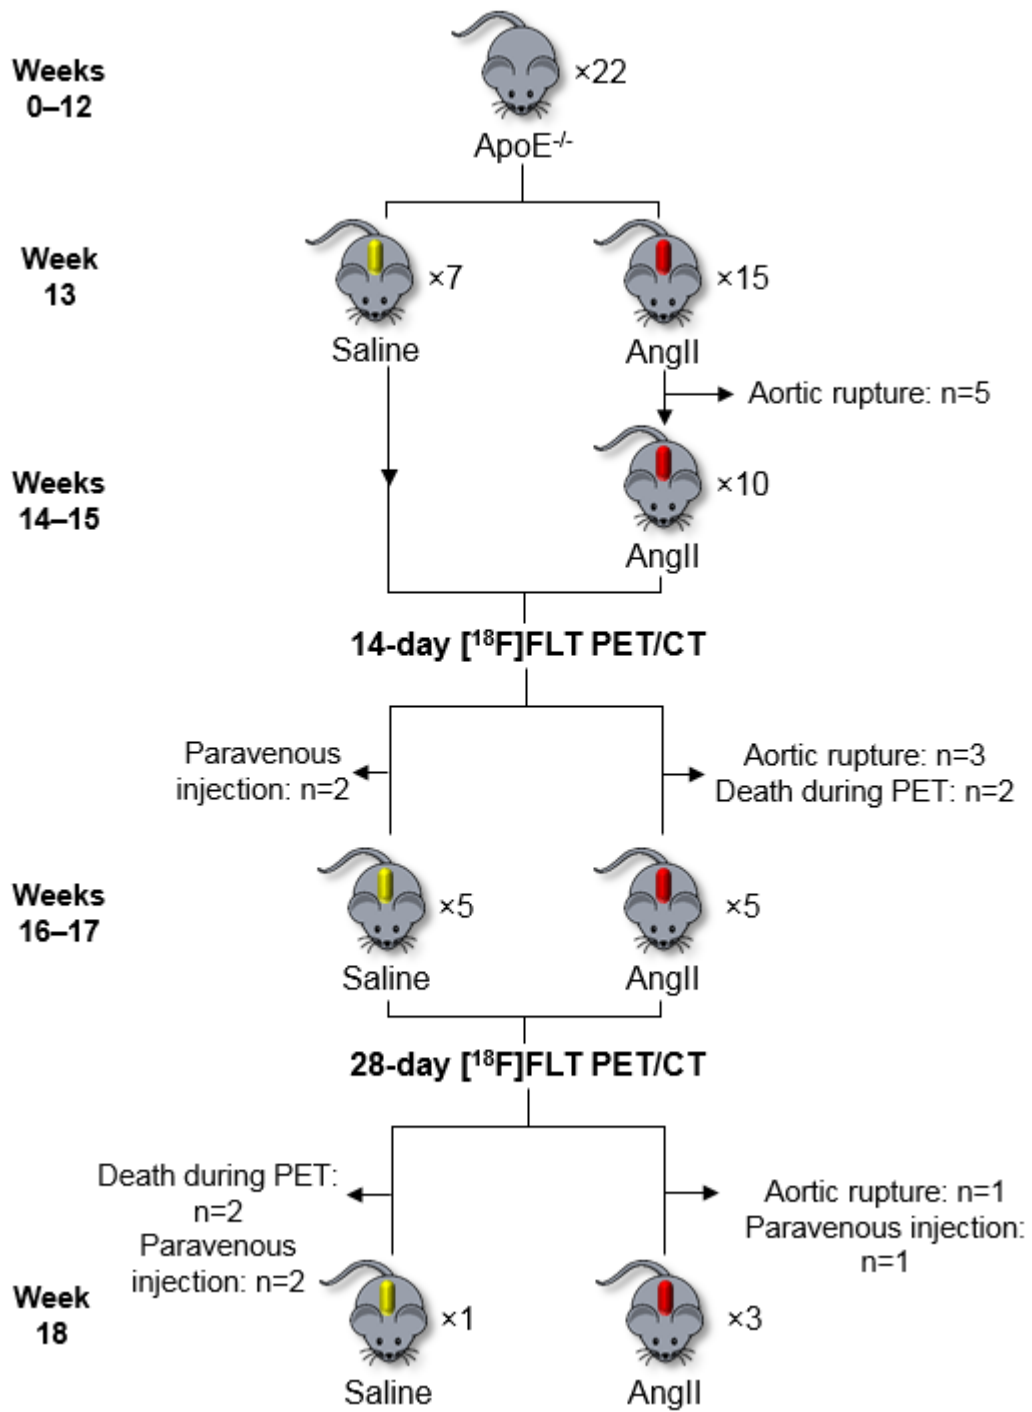 Weeks
0–12
×22
ApoE-/-
Week
13
×7
×15
Saline
AngII
Aortic rupture: n=5
Weeks
14–15
×10
AngII
14-day [18F]FLT PET/CT
Paravenous
injection: n=2
Aortic rupture: n=3
Death during PET: n=2
Weeks
16–17
×5
×5
Saline
AngII
28-day [18F]FLT PET/CT
Death during PET:
n=2
Paravenous
injection: n=2
Aortic rupture: n=1
Paravenous injection:
n=1
Week
18
×1
×3
Saline
AngII